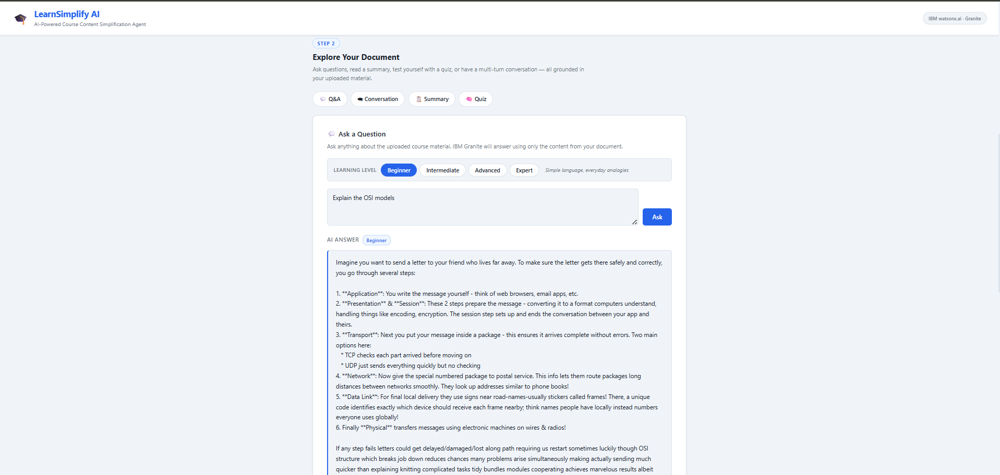 LearnSimplify AI
AI-Powered Course Content Simplification Agent
IBM watsonx.ai · Granite
STEP 2
Explore Your Document
Ask questions, read a summary, test yourself with a quiz, or have a multi-turn conversation — all grounded in
your uploaded material.
Q&A
Conversation
Summary
Quiz
Ask a Question
Ask anything about the uploaded course material. IBM Granite will answer using only the content from your document.
LEARNING LEVEL
Beginner
Intermediate
Advanced
Expert
Simple language, everyday analogies
Explain the OSI models
Ask
AI ANSWER
Beginner
Imagine you want to send a letter to your friend who lives far away. To make sure the letter gets there safely and correctly,
you go through several steps:
1. **Application**: You write the message yourself - think of web browsers, email apps, etc.
2. **Presentation** & **Session**: These 2 steps prepare the message - converting it to a format computers understand,
handling things like encoding, encryption. The session step sets up and ends the conversation between your app and
theirs.
3. **Transport**: Next you put your message inside a package - this ensures it arrives complete without errors. Two main
options here:
* TCP checks each part arrived before moving on
* UDP just sends everything quickly but no checking
4. **Network**: Now give the special numbered package to postal service. This info lets them route packages long
distances between networks smoothly. They look up addresses similar to phone books!
5. **Data Link**: For final local delivery they use signs near road-names-usually stickers called frames! There, a unique
code identifies exactly which device should receive each frame nearby; think names people have locally instead numbers
everyone uses globally!
6. Finally **Physical** transfers messages using electronic machines on wires & radios!
If any step fails letters could get delayed/damaged/lost along path requiring us restart sometimes luckily though OSI
structure which breaks job down reduces chances many problems arise simultaneously making actually sending much
quicker than explaining knitting complicated tasks tidy bundles modules cooperating achieves marvelous results albeit